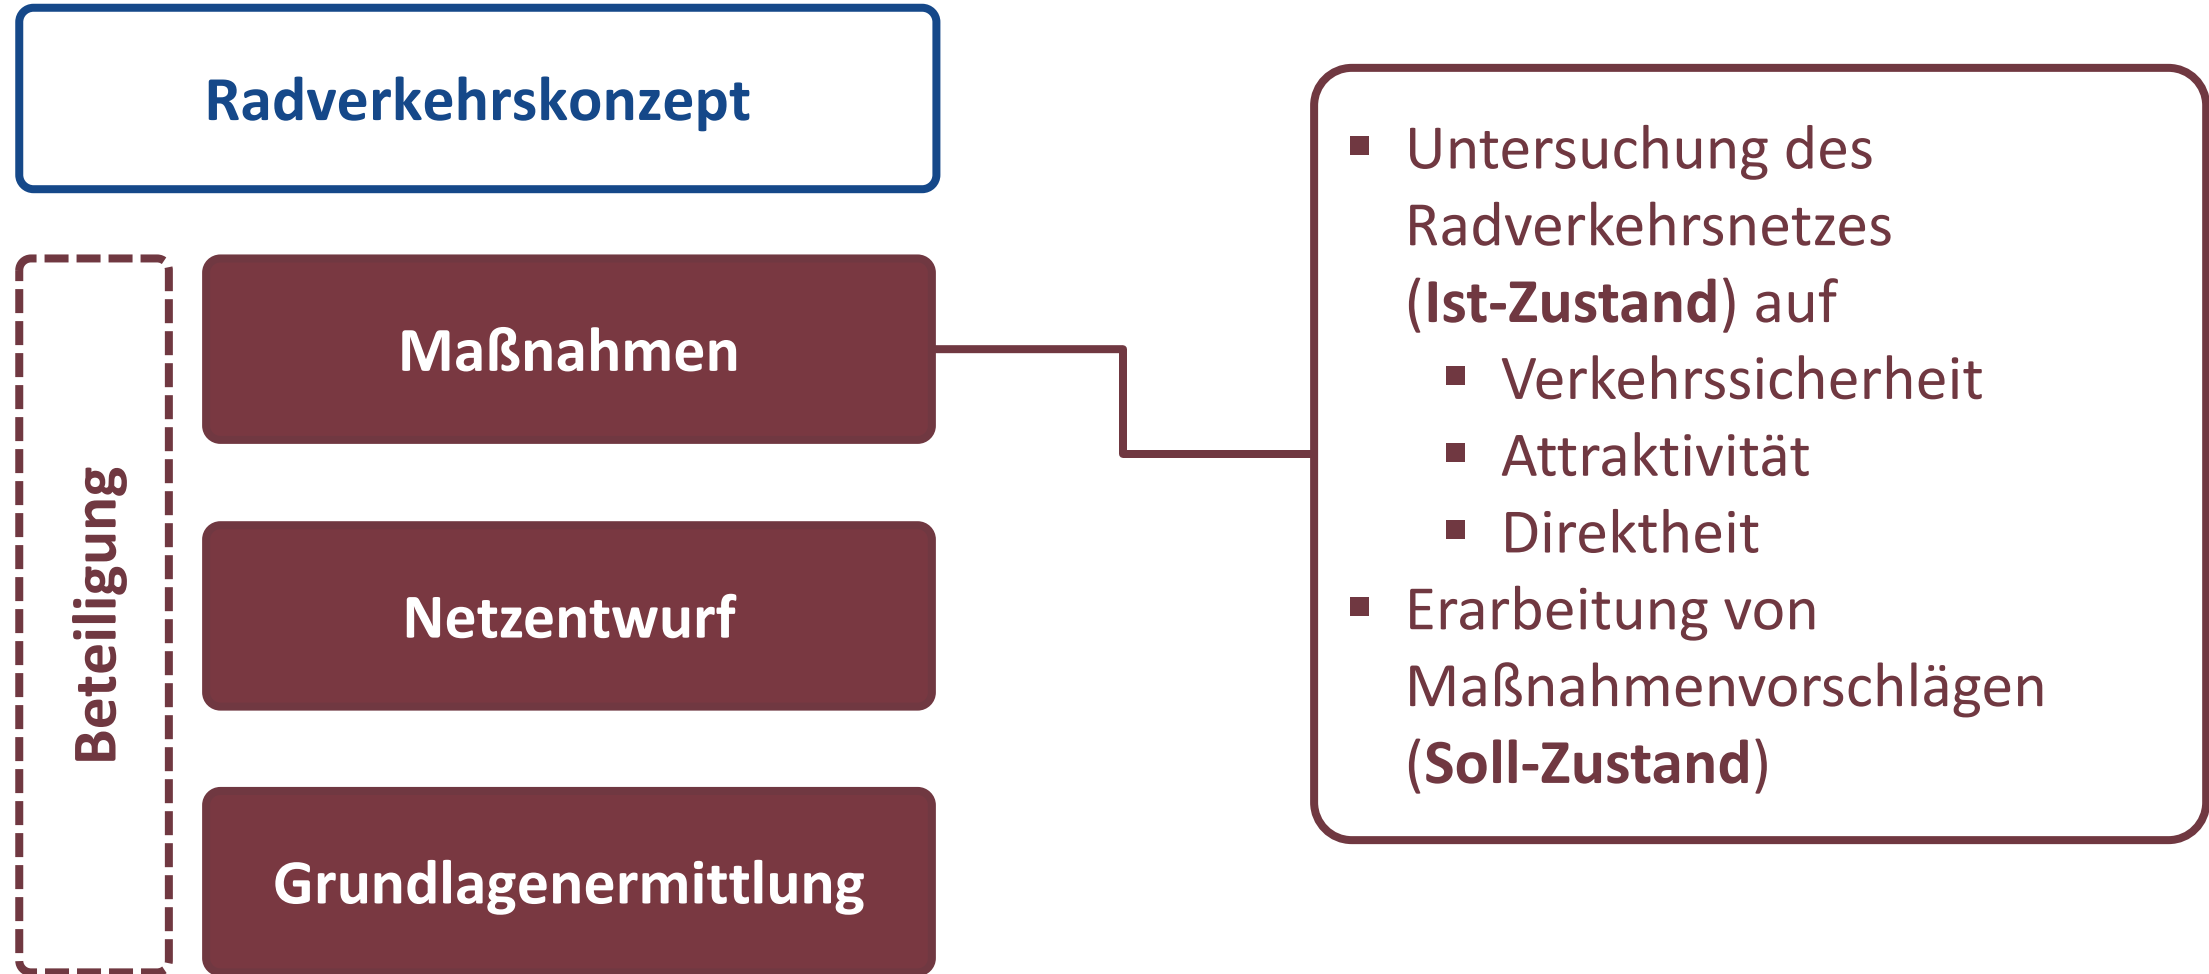 Radverkehrskonzept
Beteiligung
Maßnahmen
Netzentwurf
Grundlagenermittlung
▪ Untersuchung des
Radverkehrsnetzes
(Ist-Zustand) auf
▪ Verkehrssicherheit
▪ Attraktivität
▪ Direktheit
▪ Erarbeitung von
Maßnahmenvorschlägen
(Soll-Zustand)